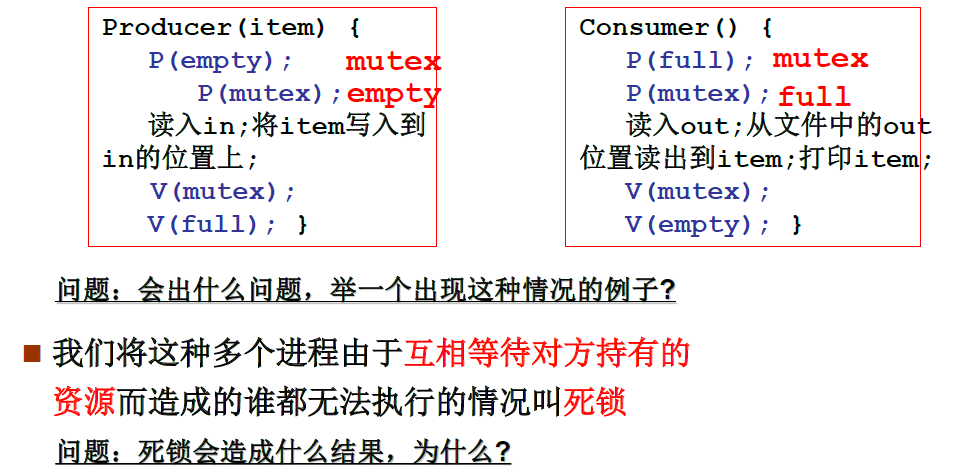 Producer(item) {
P(empty); mutex
P(mutex); empty
读入in;将item写入到
in的位置上;
V(mutex);
V(full); }
Consumer() {
P(full); mutex
P(mutex); full
读入out;从文件中的out
位置读出到item;打印item;
V(mutex);
V(empty); }
问题：会出什么问题，举一个出现这种情况的例子?
我们将这种多个进程由于互相等待对方持有的
资源而造成的谁都无法执行的情况叫死锁
问题：死锁会造成什么结果，为什么?